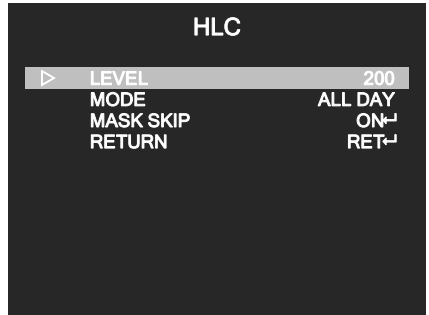 HLC
LEVEL 200
MODE ALL DAY
MASK SKIP ON↵
RETURN RET↵